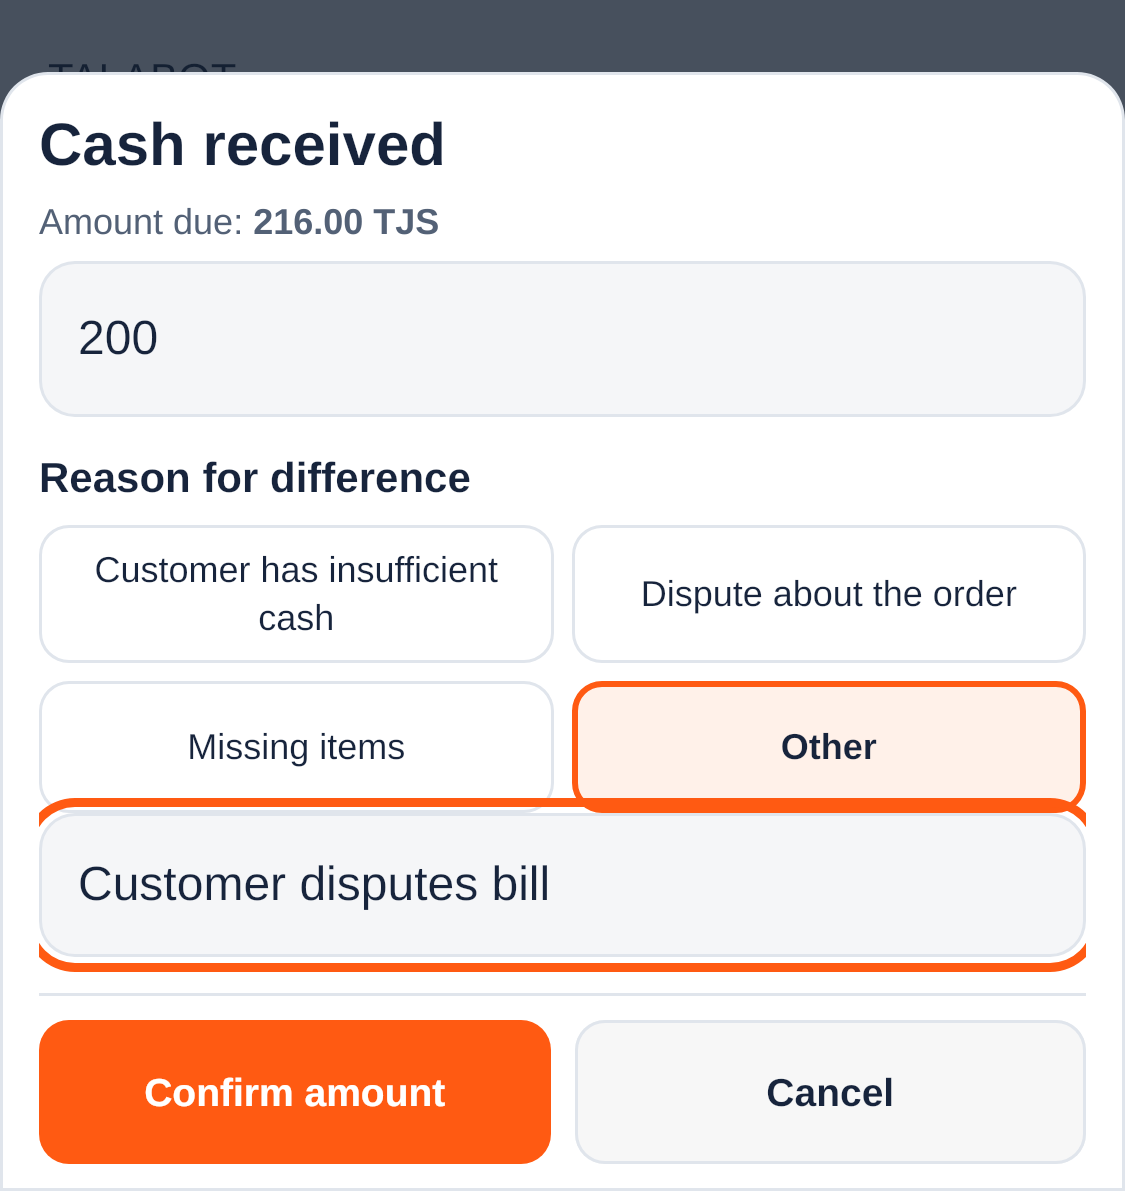 TALABOT
Cash received
Amount due: 216.00 TJS
200
Reason for difference
Customer has insufficient
cash
Dispute about the order
Missing items
Other
Customer disputes bill
Confirm amount
Cancel